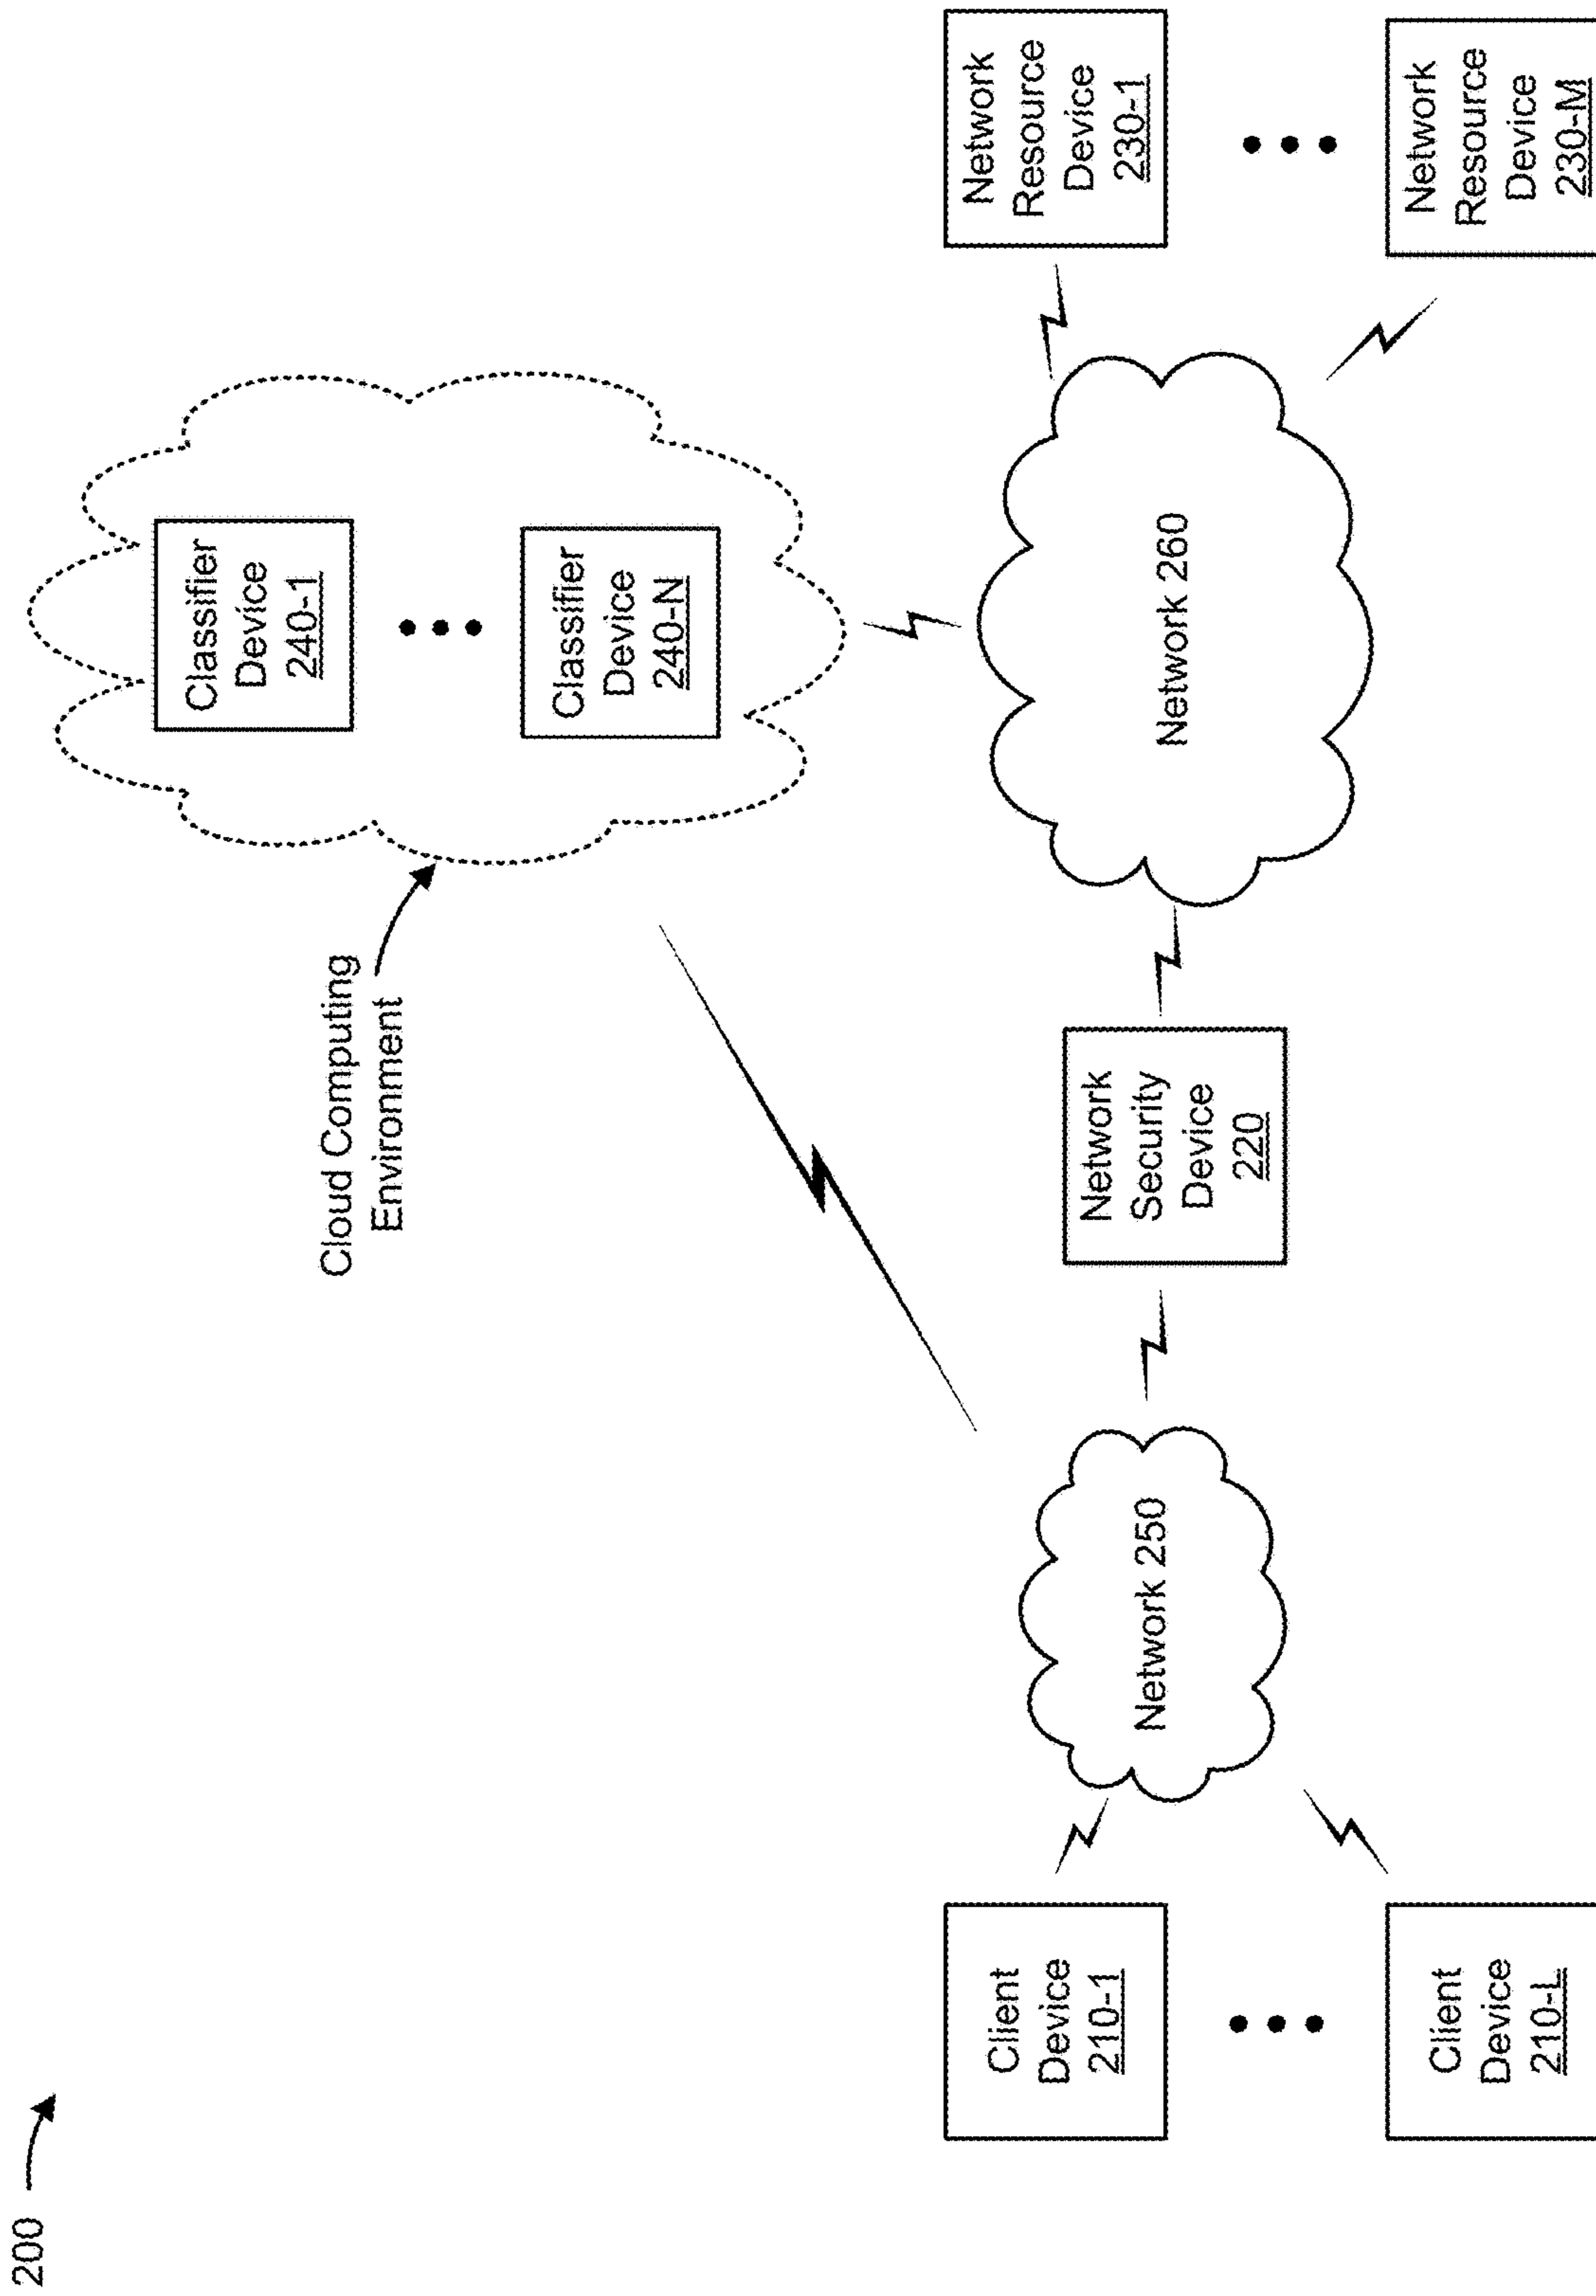 200
Cloud Computing
Environment
Classifier
Device
240-1
Classifier
Device
240-N
Client
Device
210-1
Client
Device
210-L
Network 250
Network
Security
Device
220
Network 260
Network
Resource
Device
230-1
Network
Resource
Device
230-M